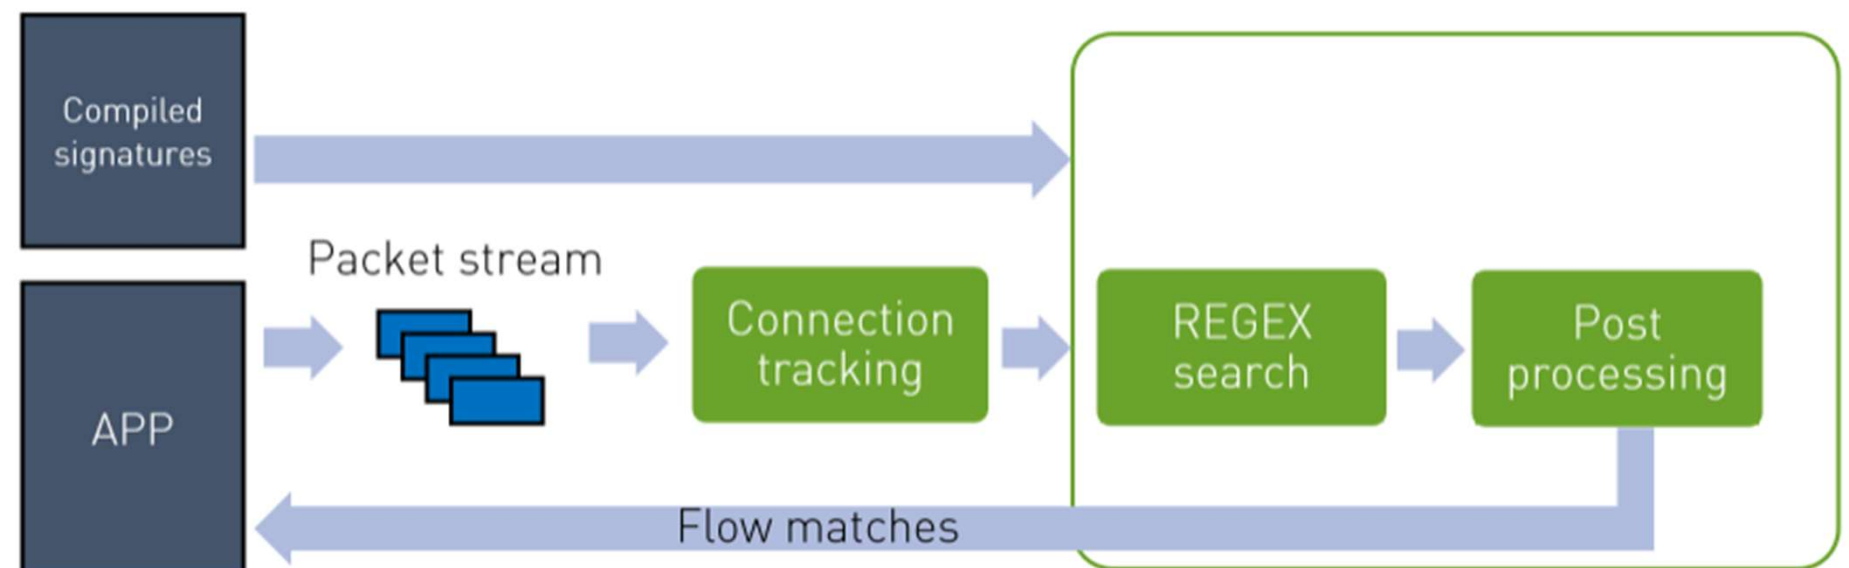 Compiled
signatures
Packet stream
Connection
tracking
REGEX
search
Post
processing
APP
Flow matches